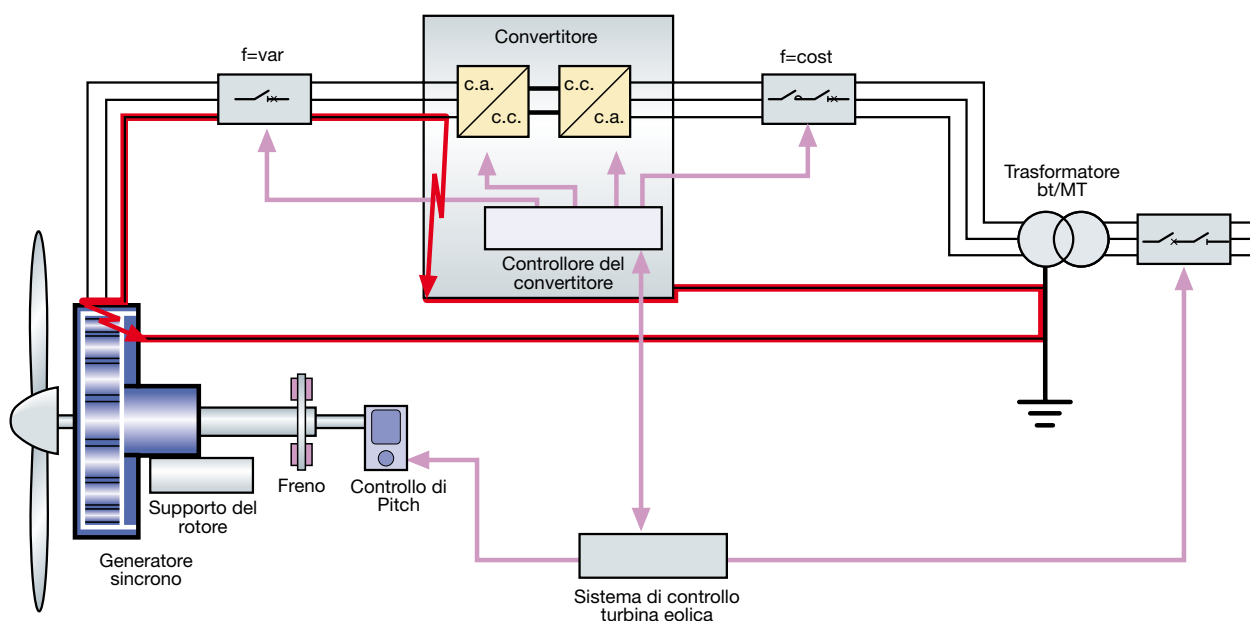 Convertitore
f=var
f=cost
c.a.
c.c.
c.c.
c.a.
Trasformatore
bt/MT
Controllore del
convertitore
Freno
Controllo di
Pitch
Supporto del
rotore
Generatore
sincrono
Sistema di controllo
turbina eolica